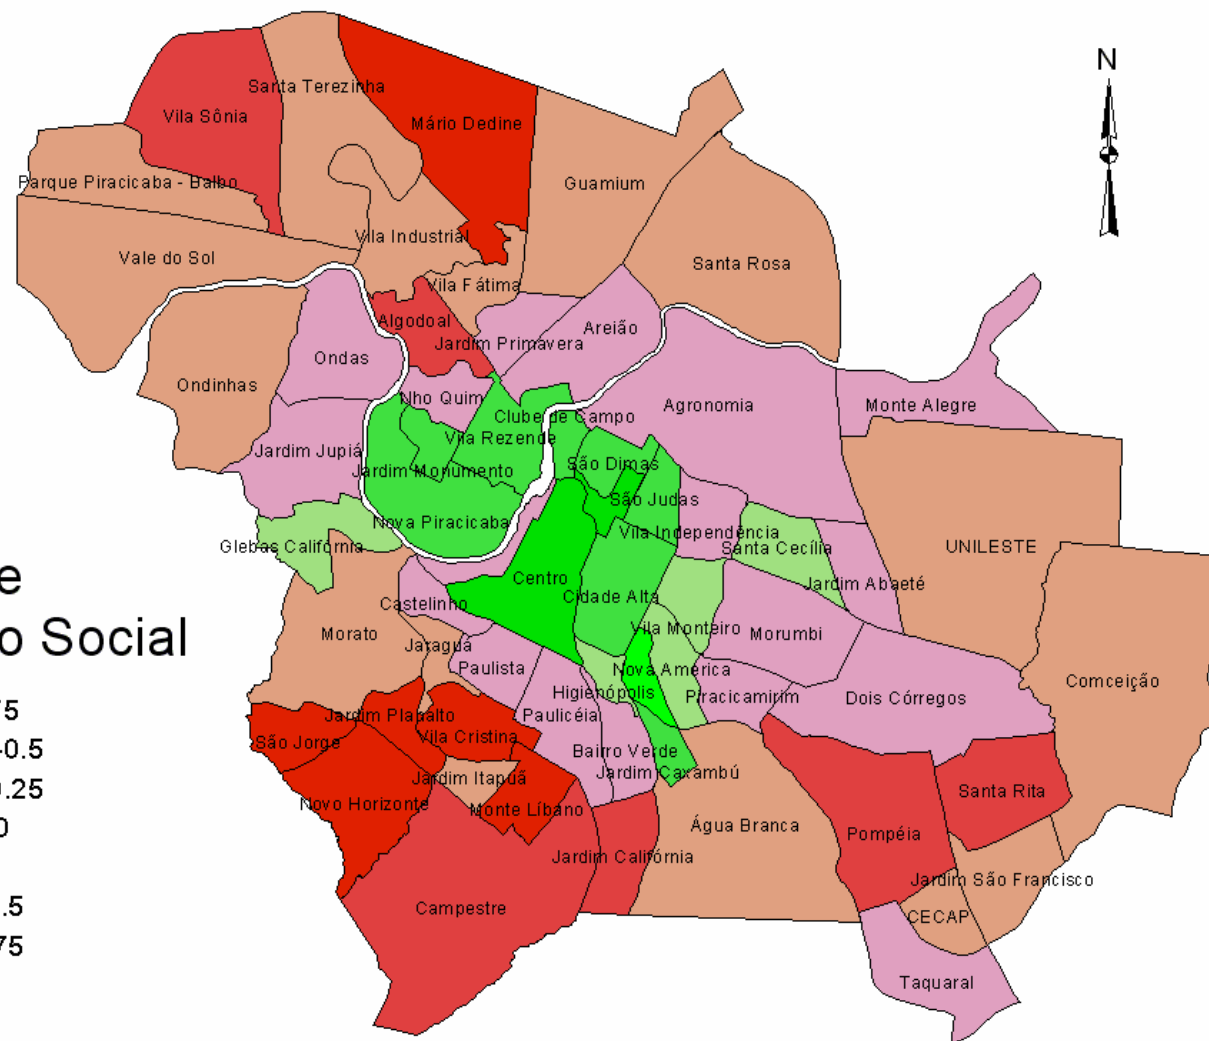 N
Santa Terezinha
Vila Sônia
Mário Dedine
Parque Piracicaba - Balbo
Guamium
Vila Industrial
Vale do Sol
Santa Rosa
Vila Fátima
Algodoal
Areião
Jardim Primavera
Ondas
Ondinhas
Nho Quim
Clube de Campo
Agronomia
Monte Alegre
Vila Rezende
Jardim Jupiá
Jardim Monumento
São Dimas
São Judas
Nova Piracicaba
Vila Independência
Glebas Califórnia
Santa Cecília
UNILESTE
e
Centro
Cidade Alta
Jardim Abaeté
Castelinho
o Social
Morato
Vila Monteiro
Morumbi
Jaraguá
Paulista
Nova América
Comceição
Higienópolis
Piracicamirim
Dois Córregos
75
Jardim Planalto
Paulicéia
-0.5
São Jorge
Vila Cristina
Bairro Verde
Jardim Caxambú
0.25
Jardim Itapuã
Novo Horizonte
Monte Líbano
Santa Rita
0
Água Branca
Pompéia
Jardim Califórnia
Jardim São Francisco
.5
Campestre
CECAP
75
Taquaral